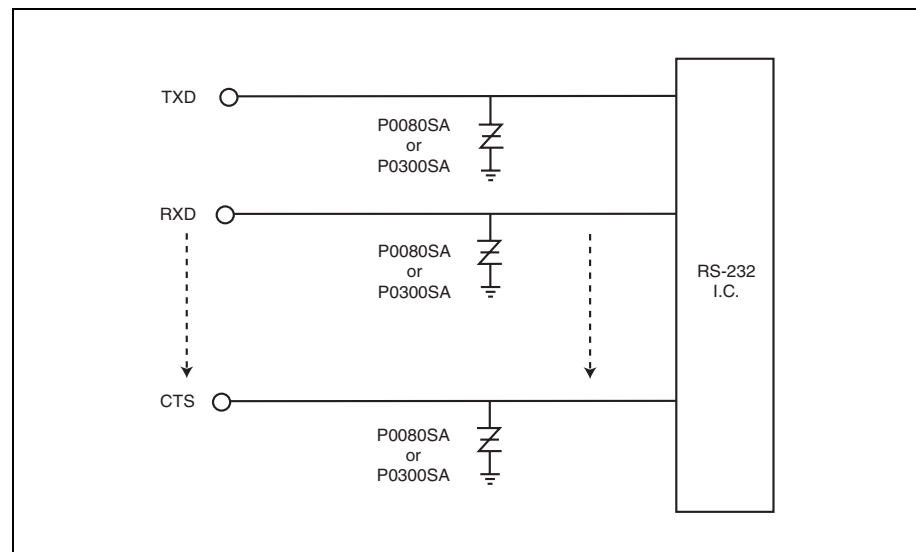 TXD
P0080SA
or
P0300SA
RXD
P0080SA
or
P0300SA
RS-232
I.C.
CTS
P0080SA
or
P0300SA